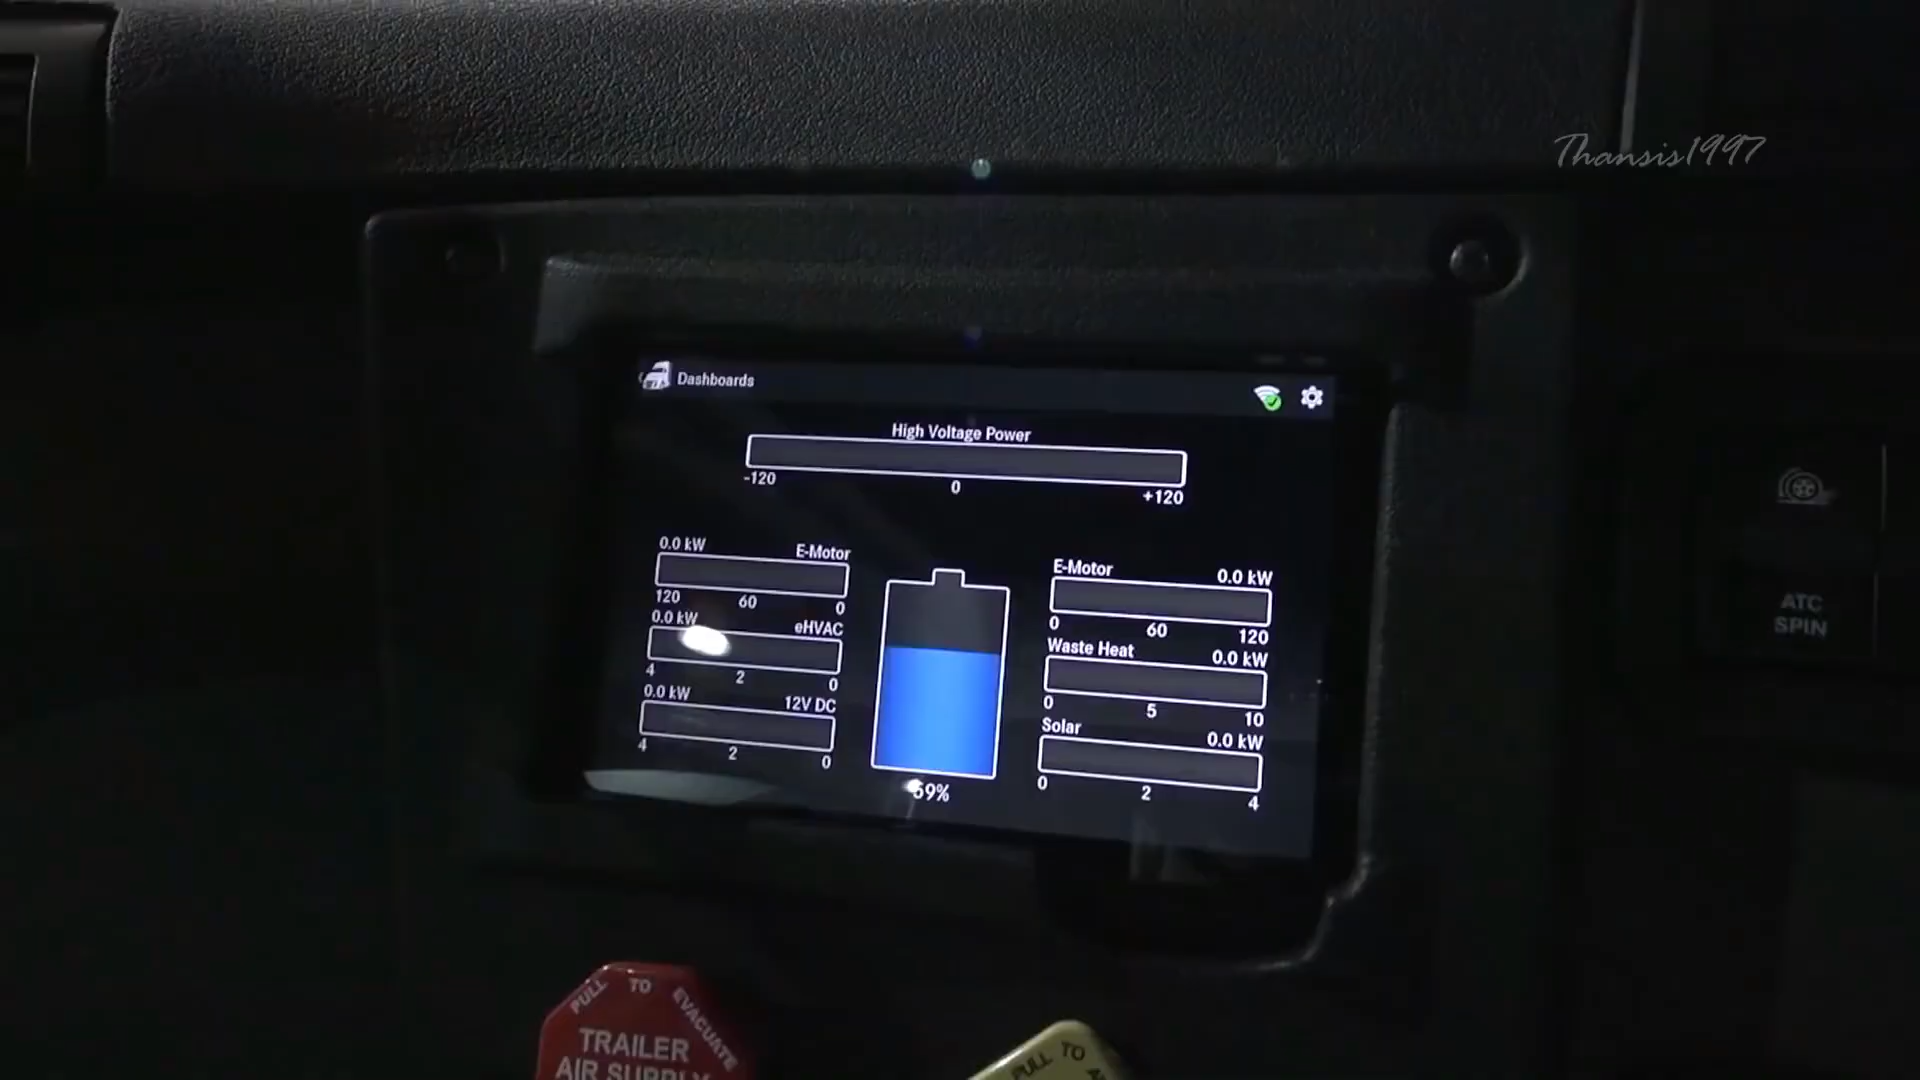 Thansis1997
Dashboards
High Voltage Power
-120 0 +120
0.0 kW E-Motor
120 60 0
0.0 kW eHVAC
4 2 0
0.0 kW 12V DC
4 2 0
59%
E-Motor 0.0 kW
0 60 120
Waste Heat 0.0 kW
0 5 10
Solar 0.0 kW
0 2 4
ATC
SPIN
PULL TO EVACUATE
TRAILER
AIR SUPPLY
PULL TO